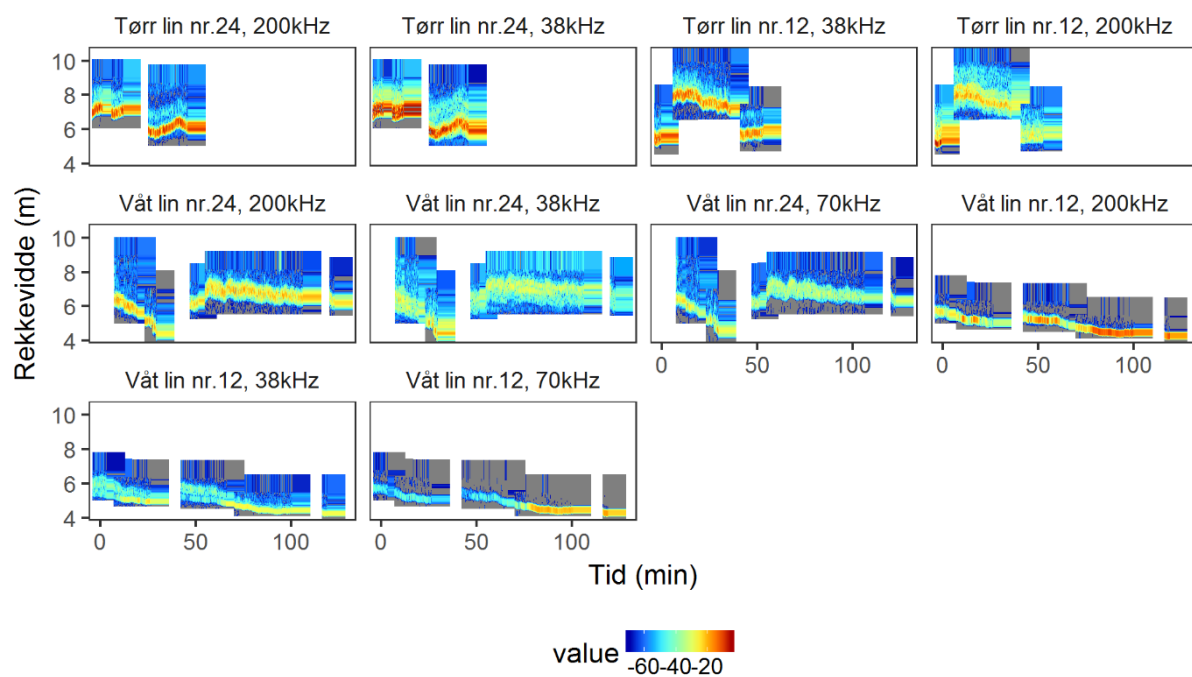 Tørr lin nr.24, 200kHz
Tørr lin nr.24, 38kHz
Tørr lin nr.12, 38kHz
Tørr lin nr.12, 200kHz
10
8
6
4
Våt lin nr.24, 200kHz
Våt lin nr.24, 38kHz
Våt lin nr.24, 70kHz
Våt lin nr.12, 200kHz
10
8
6
4
0 50 100
0 50 100
Våt lin nr.12, 38kHz
Våt lin nr.12, 70kHz
10
8
6
4
0 50 100
0 50 100
Rekkevidde (m)
Tid (min)
value
-60-40-20